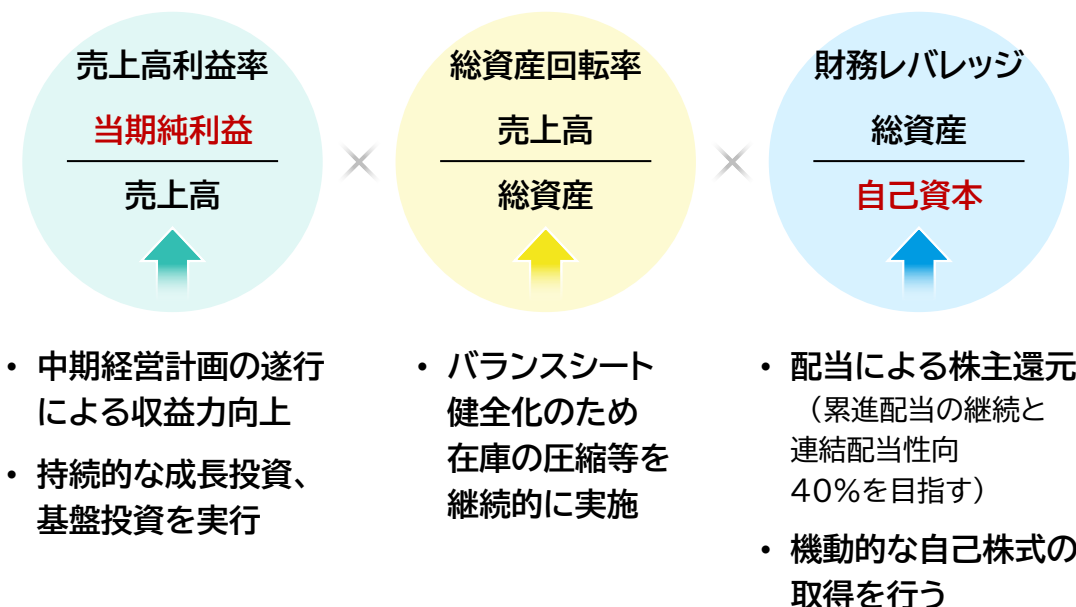 売上高利益率
当期純利益
売上高
×
総資産回転率
売上高
総資産
×
財務レバレッジ
総資産
自己資本
• 中期経営計画の遂行
による収益力向上
• 持続的な成長投資、
基盤投資を実行
• バランスシート
健全化のため
在庫の圧縮等を
継続的に実施
• 配当による株主還元
（累進配当の継続と
連結配当性向
40%を目指す）
• 機動的な自己株式の
取得を行う